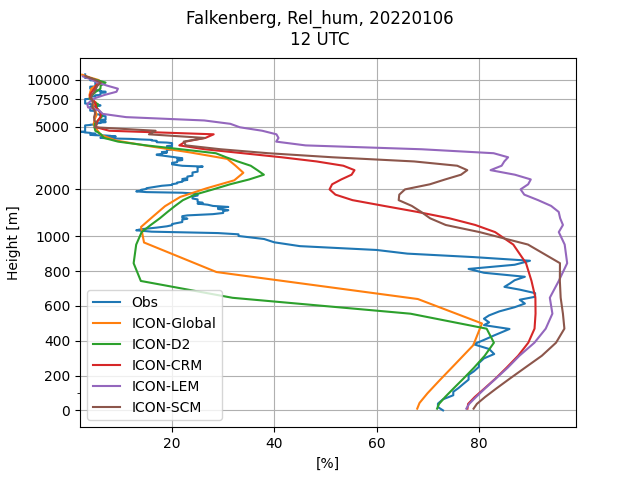 Falkenberg, Rel_hum, 20220106
12 UTC
Height [m]
10000
7500
5000
2000
1000
800
600
400
200
0
Obs
ICON-Global
ICON-D2
ICON-CRM
ICON-LEM
ICON-SCM
20
40
60
80
[%]